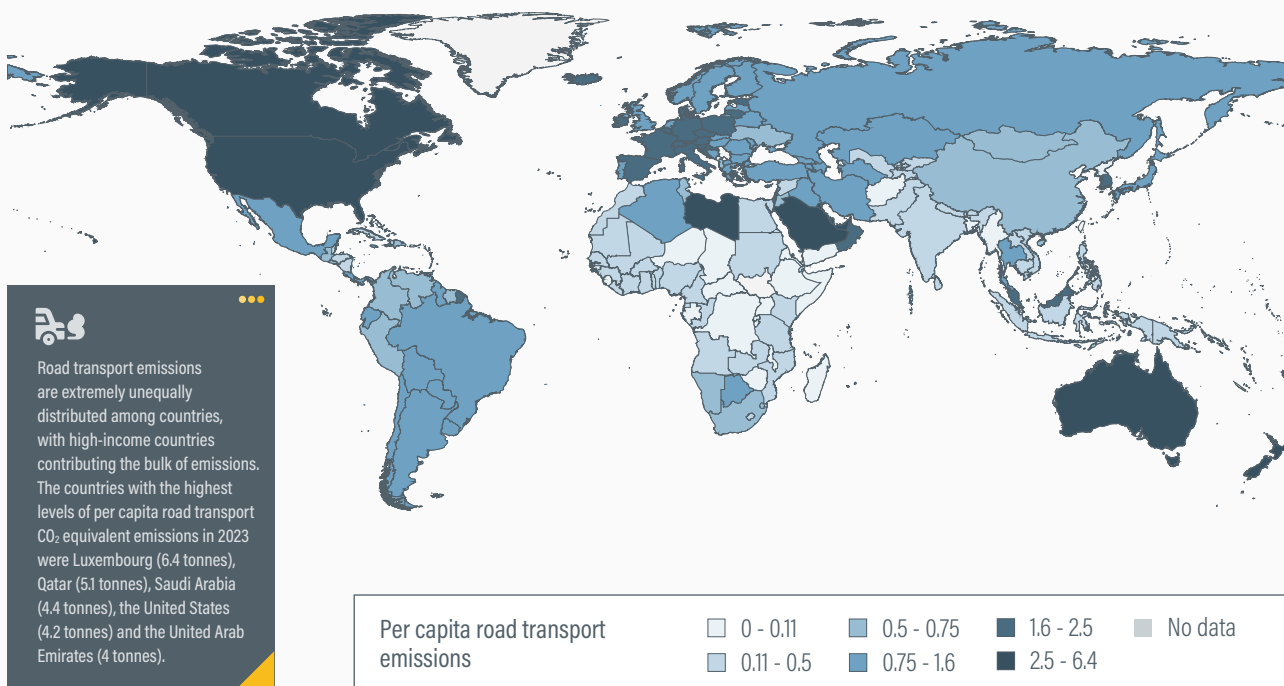 Road transport emissions
are extremely unequally
distributed among countries,
with high-income countries
contributing the bulk of emissions.
The countries with the highest
levels of per capita road transport
CO₂ equivalent emissions in 2023
were Luxembourg (6.4 tonnes),
Qatar (5.1 tonnes), Saudi Arabia
(4.4 tonnes), the United States
(4.2 tonnes) and the United Arab
Emirates (4 tonnes).
Per capita road transport
emissions
0 - 0.11
0.11 - 0.5
0.5 - 0.75
0.75 - 1.6
1.6 - 2.5
2.5 - 6.4
No data